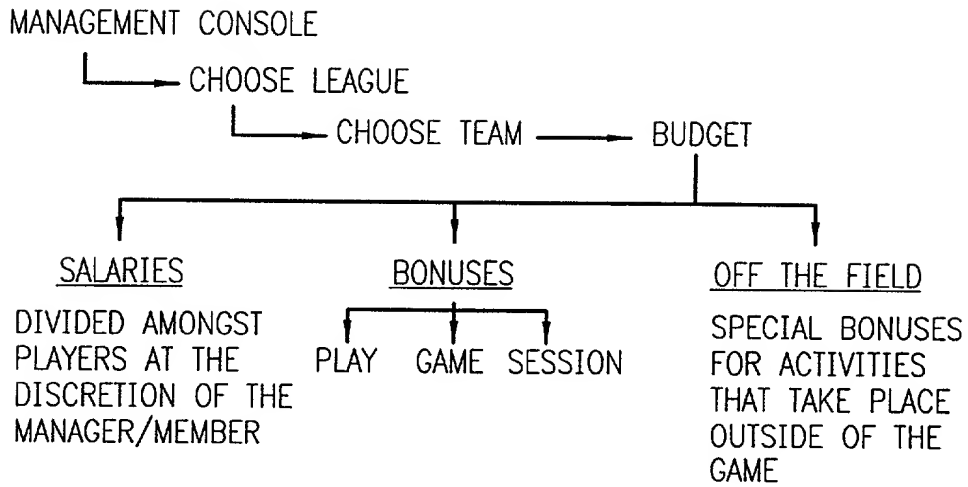 MANAGEMENT CONSOLE
CHOOSE LEAGUE
CHOOSE TEAM
BUDGET
SALARIES
DIVIDED AMONGST
PLAYERS AT THE
DISCRETION OF THE
MANAGER/MEMBER
BONUSES
PLAY GAME SESSION
OFF THE FIELD
SPECIAL BONUSES
FOR ACTIVITIES
THAT TAKE PLACE
OUTSIDE OF THE
GAME